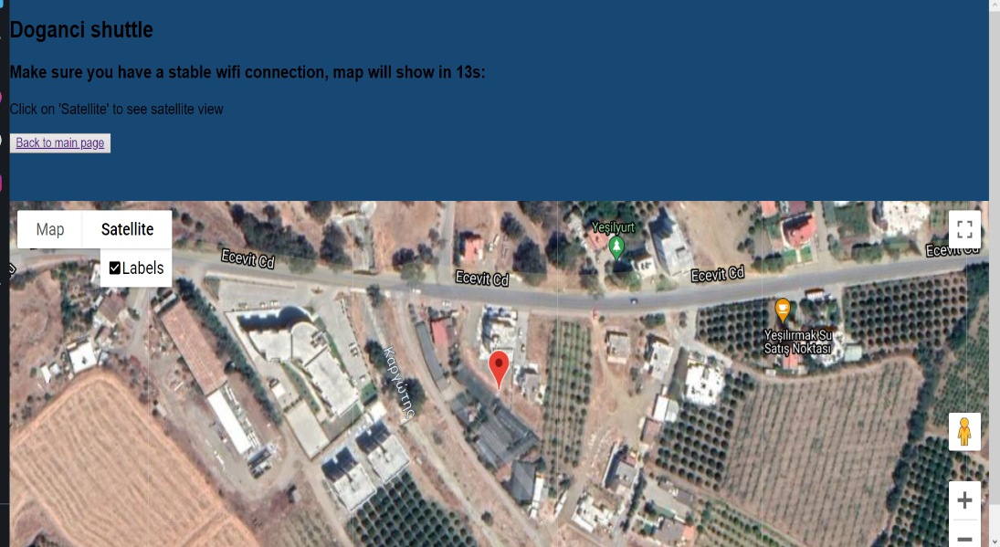 Doganci shuttle
Make sure you have a stable wifi connection, map will show in 13s:
Click on 'Satellite' to see satellite view
Back to main page
Map
Satellite
Labels
Yeşilyurt
Ecevit Cd
Ecevit Cd
Ecevit Cd
Ecevit Cd
Yeşilırmak Su
Satış Noktası
Καργώτης